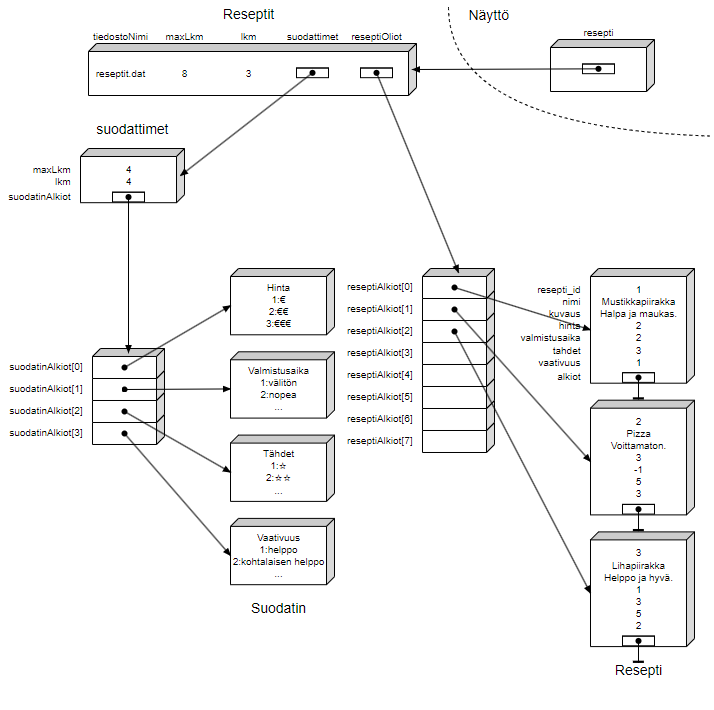 Reseptit
Näyttö
tiedostoNimi maxLkm lkm suodattimet reseptiOliot
resepti
reseptit.dat 8 3
suodattimet
maxLkm 4
lkm 4
suodatinAlkiot
suodatinAlkiot[0]
suodatinAlkiot[1]
suodatinAlkiot[2]
suodatinAlkiot[3]
Hinta
1:€
2:€€
3:€€€
Valmistusaika
1:välitön
2:nopea
...
Tähdet
1:☆
2:☆☆
...
Vaativuus
1:helppo
2:kohtalaisen helppo
...
Suodatin
reseptiAlkiot[0]
reseptiAlkiot[1]
reseptiAlkiot[2]
reseptiAlkiot[3]
reseptiAlkiot[4]
reseptiAlkiot[5]
reseptiAlkiot[6]
reseptiAlkiot[7]
resepti_id 1
nimi Mustikkapiirakka
kuvaus Halpa ja maukas.
hinta 2
valmistusaika 2
tahdet 3
vaativuus 1
alkiot
2
Pizza
Voittamaton.
3
-1
5
3
3
Lihapiirakka
Helppo ja hyvä.
1
3
5
2
Resepti